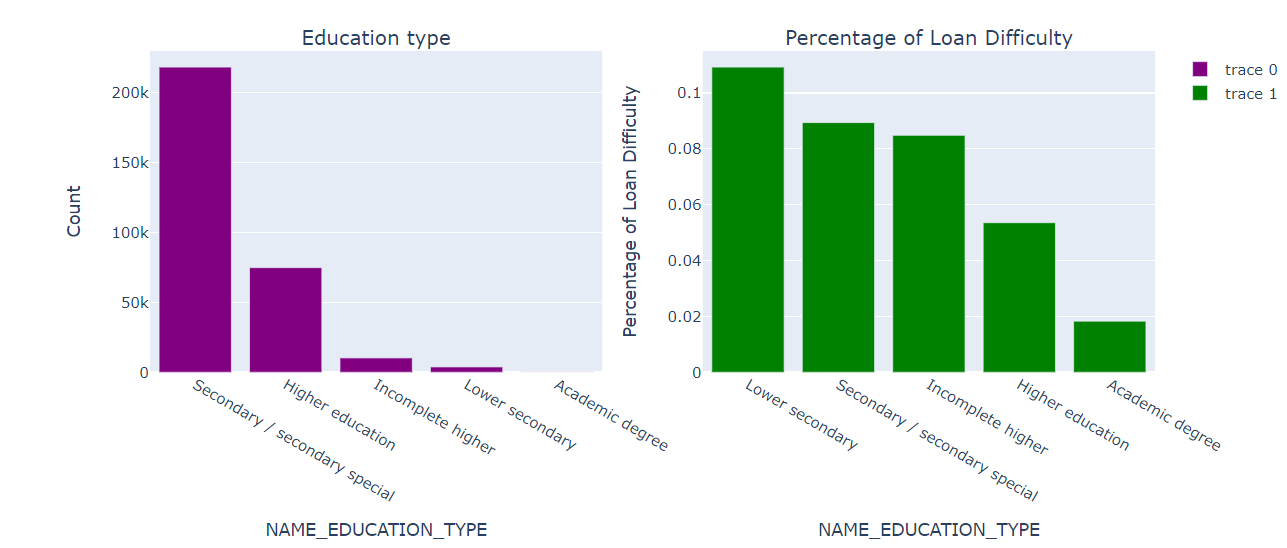 Education type
Percentage of Loan Difficulty
trace 0
trace 1
Count
200k
150k
100k
50k
0
Secondary / secondary special
Higher education
Incomplete higher
Lower secondary
Academic degree
NAME_EDUCATION_TYPE
Percentage of Loan Difficulty
0.1
0.08
0.06
0.04
0.02
0
Lower secondary
Secondary / secondary special
Incomplete higher
Higher education
Academic degree
NAME_EDUCATION_TYPE